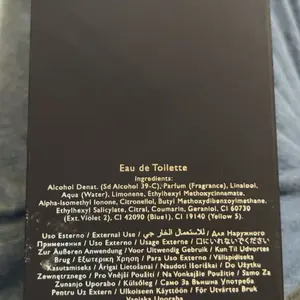 Eau de Toilette
Ingredients:
Alcohol Denat. (Sd Alcohol 39-C), Parfum (Fragrance), Linalool,
Aqua (Water), Limonene, Ethylhexyl Methoxycinnamate,
Alpha-Isomethyl Ionone, Citronellol, Butyl Methoxydibenzoylmethane,
Ethylhexyl Salicylate, Citral, Coumarin, Geraniol, CI 60730
(Ext. Violet 2), CI 42090 (Blue1), CI 19140 (Yellow 5).
Uso Esterno / External Use / للاستعمال الخارجي / Для Наружного
Применения / Uso Externo / Usage Externe / 口にいれないでください
Zur Äußeren Anwendung / Voor Uitwendig Gebruik / Kun Til Udvortes
Brug / Εξωτερική Χρηση / Para Uso Externo / Välispidiseks
Kasutamiseks / Ārīgai Lietošanai / Naudoti Išoriškai / Do Użytku
Zewnętrznego / Pro Vnější Použití / Na Vonkajšie Použitie / Samo Za
Zunanjo Uporabo / Külsőleg / Само За Външна Употреба
Pentru Uz Extern / Ulkoiseen Käyttöön / För Utvärtes Bruk
Vanjska Uporaba